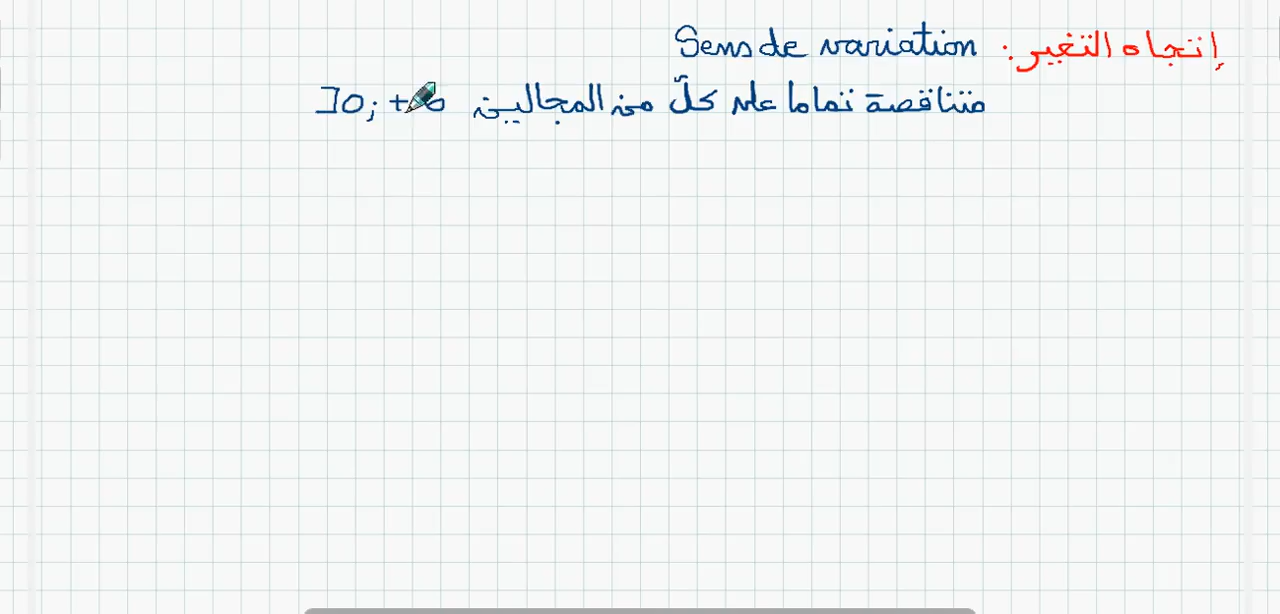 إتجاه التغير: Sens de variation
متناقصة تماما على كلّ من المجالين ]0; +